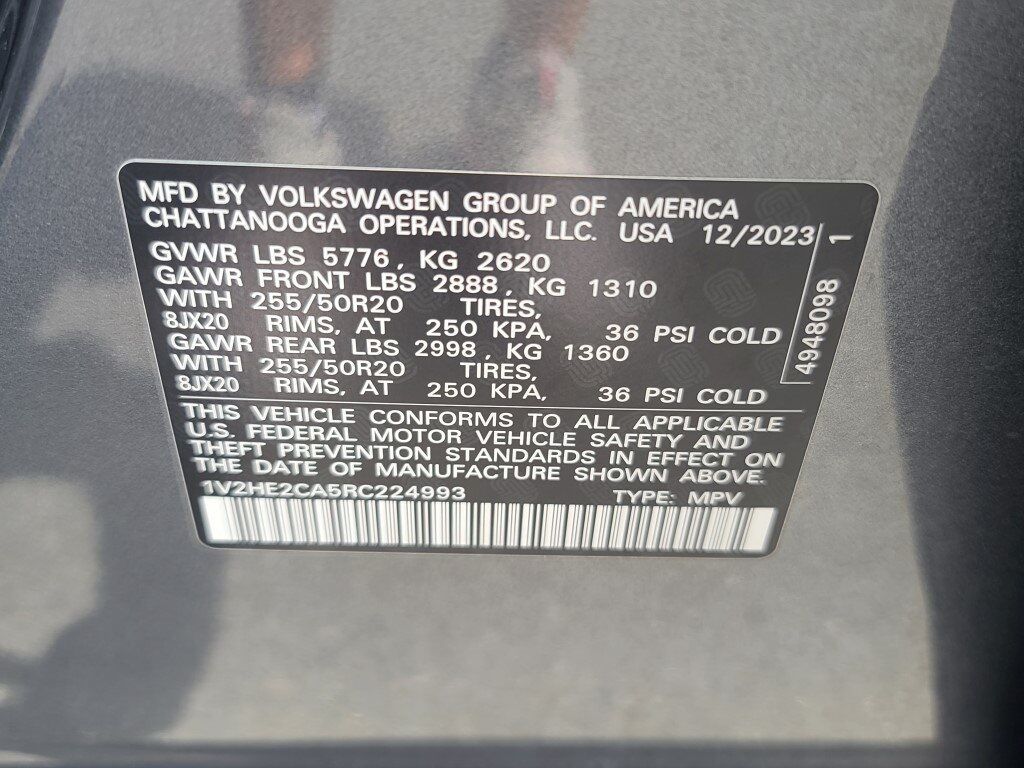 MFD BY VOLKSWAGEN GROUP OF AMERICA
CHATTANOOGA OPERATIONS, LLC. USA 12/2023
GVWR LBS 5776, KG 2620
GAWR FRONT LBS 2888, KG 1310
WITH 255/50R20 TIRES,
8JX20 RIMS, AT 250 KPA, 36 PSI COLD
GAWR REAR LBS 2998, KG 1360
WITH 255/50R20 TIRES,
8JX20 RIMS, AT 250 KPA, 36 PSI COLD
4948098 1
THIS VEHICLE CONFORMS TO ALL APPLICABLE
U.S. FEDERAL MOTOR VEHICLE SAFETY AND
THEFT PREVENTION STANDARDS IN EFFECT ON
THE DATE OF MANUFACTURE SHOWN ABOVE.
1V2HE2CA5RC224993 TYPE: MPV